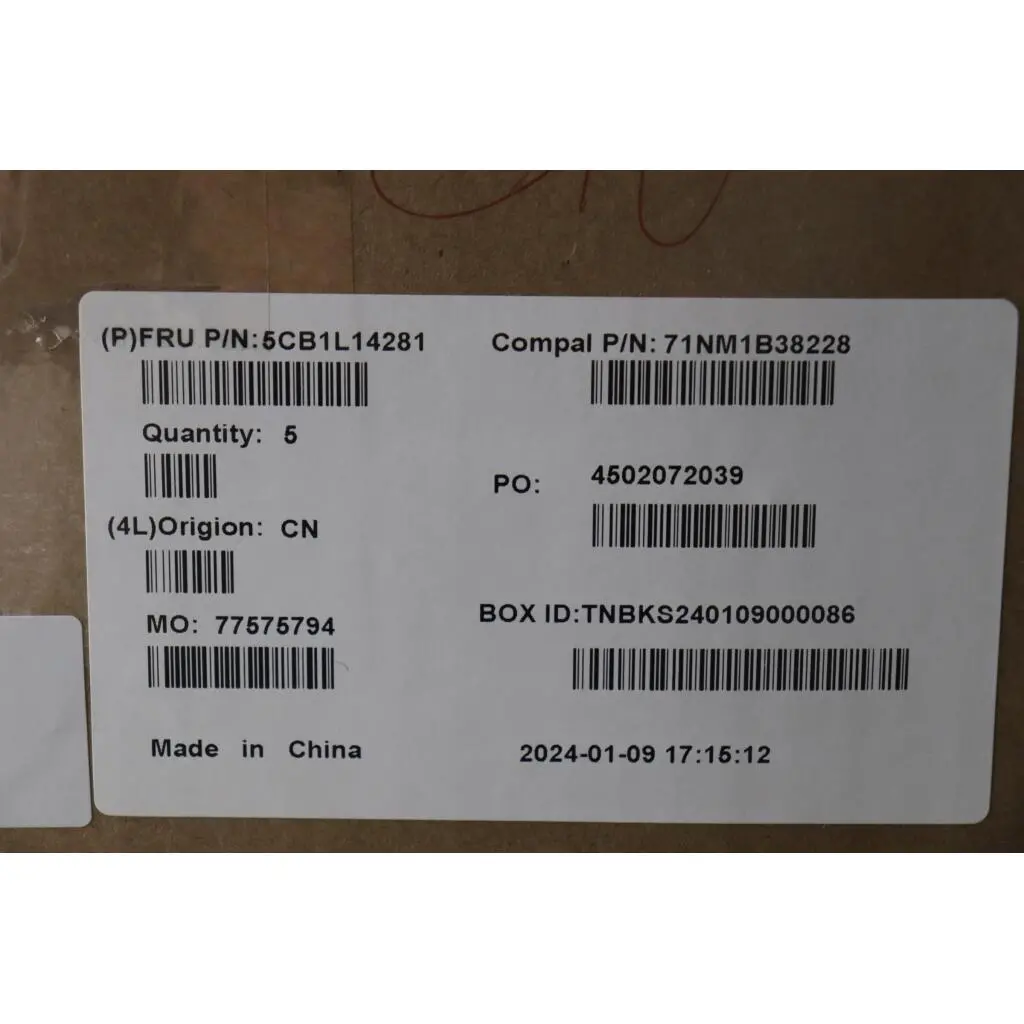 (P)FRU P/N:5CB1L14281
Compal P/N: 71NM1B38228
Quantity: 5
PO: 4502072039
(4L)Origion: CN
MO: 77575794
BOX ID:TNBKS240109000086
Made in China
2024-01-09 17:15:12